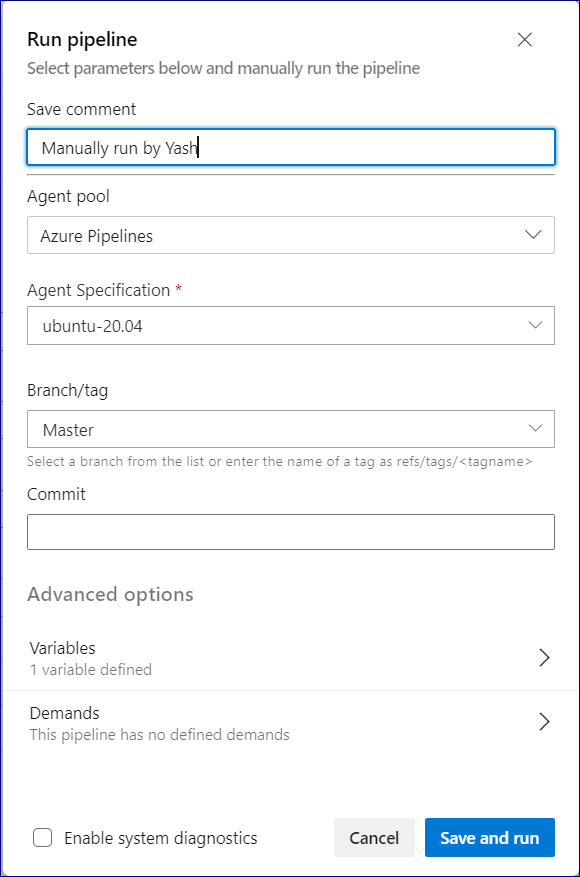 Run pipeline
Select parameters below and manually run the pipeline
Save comment
Manually run by Yash
Agent pool
Azure Pipelines
Agent Specification *
ubuntu-20.04
Branch/tag
Master
Select a branch from the list or enter the name of a tag as refs/tags/<tagname>
Commit
Advanced options
Variables
1 variable defined
Demands
This pipeline has no defined demands
Enable system diagnostics
Cancel
Save and run